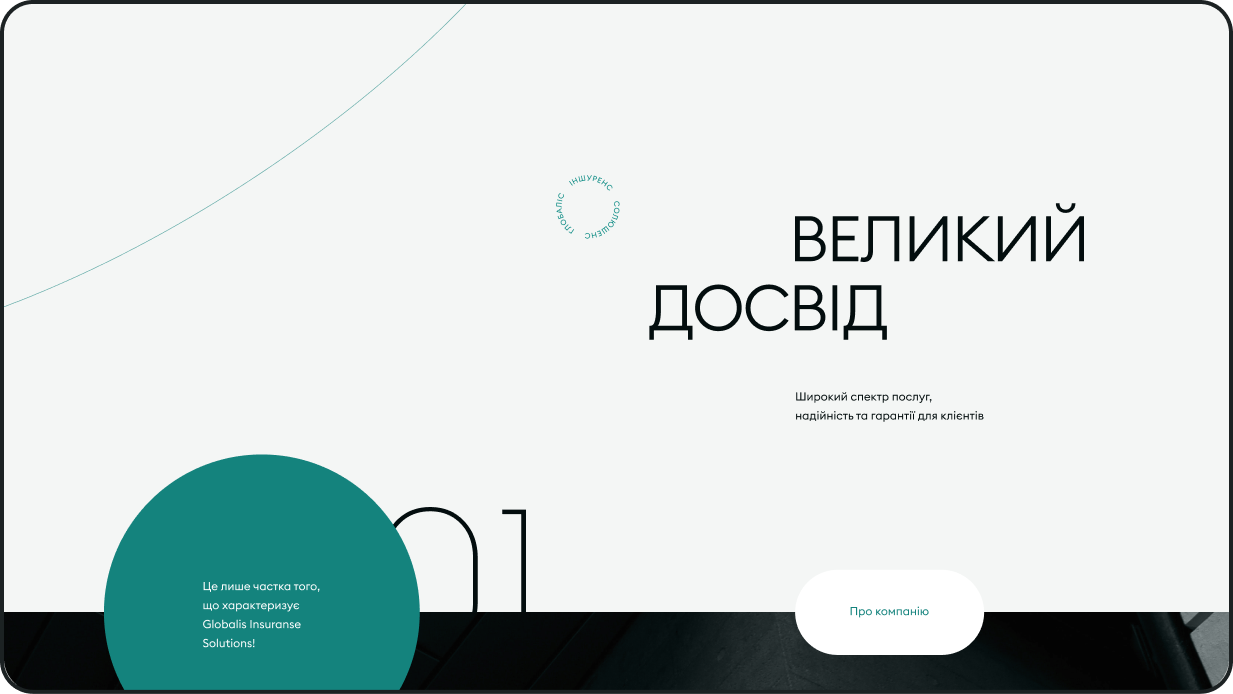 ГЛОБАЛІС ІНШУРЕНС СОЛЮШЕНС
ВЕЛИКИЙ
ДОСВІД
Широкий спектр послуг,
надійність та гарантії для клієнтів
01
Це лише частка того,
що характеризує
Globalis Insuranse
Solutions!
Про компанію